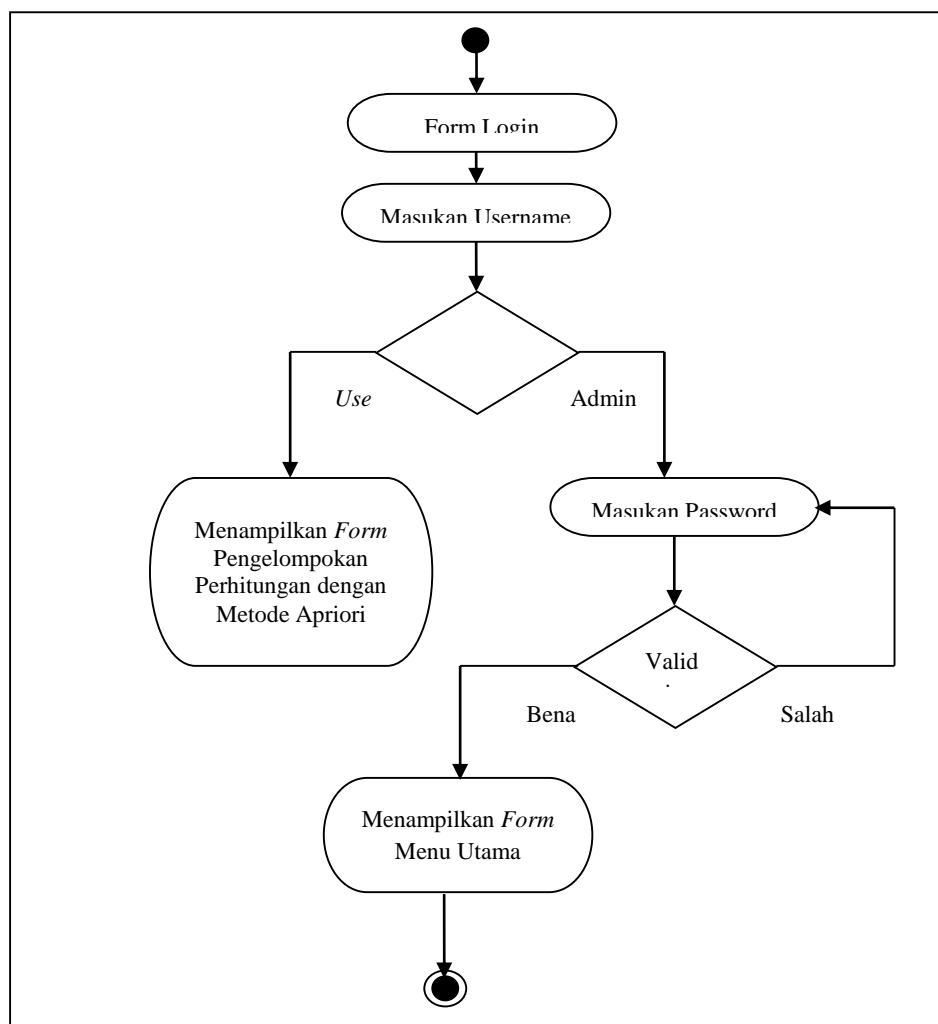 Form Login
Masukan Username
Use
Admin
Menampilkan Form
Pengelompokan
Perhitungan dengan
Metode Apriori
Masukan Password
Valid
Bena
Salah
Menampilkan Form
Menu Utama